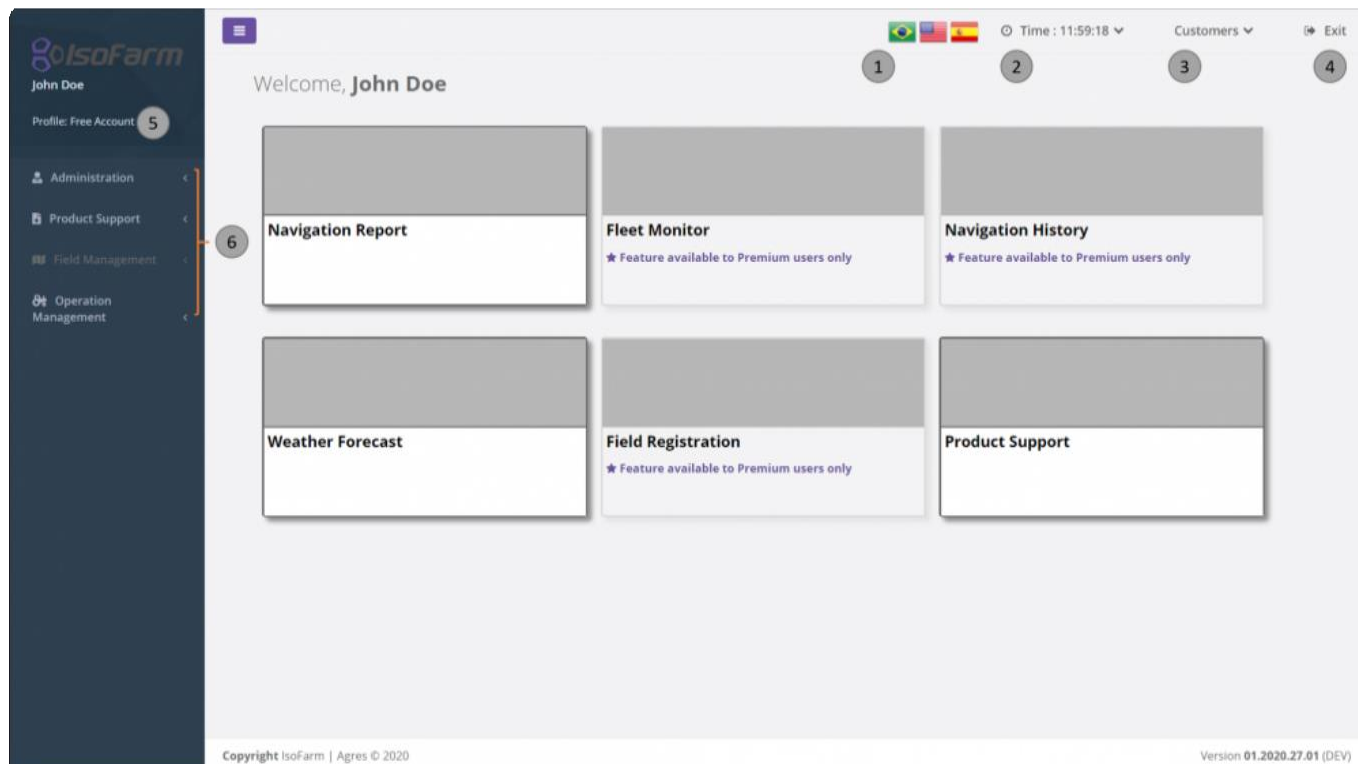 IsoFarm
John Doe
Profile: Free Account 5
Administration
Product Support
Field Management
Operation
Management
6
Time : 11:59:18
Customers
Exit
1
2
3
4
Welcome, John Doe
Navigation Report
Fleet Monitor
Feature available to Premium users only
Navigation History
Feature available to Premium users only
Weather Forecast
Field Registration
Feature available to Premium users only
Product Support
Copyright IsoFarm | Agres © 2020
Version 01.2020.27.01 (DEV)